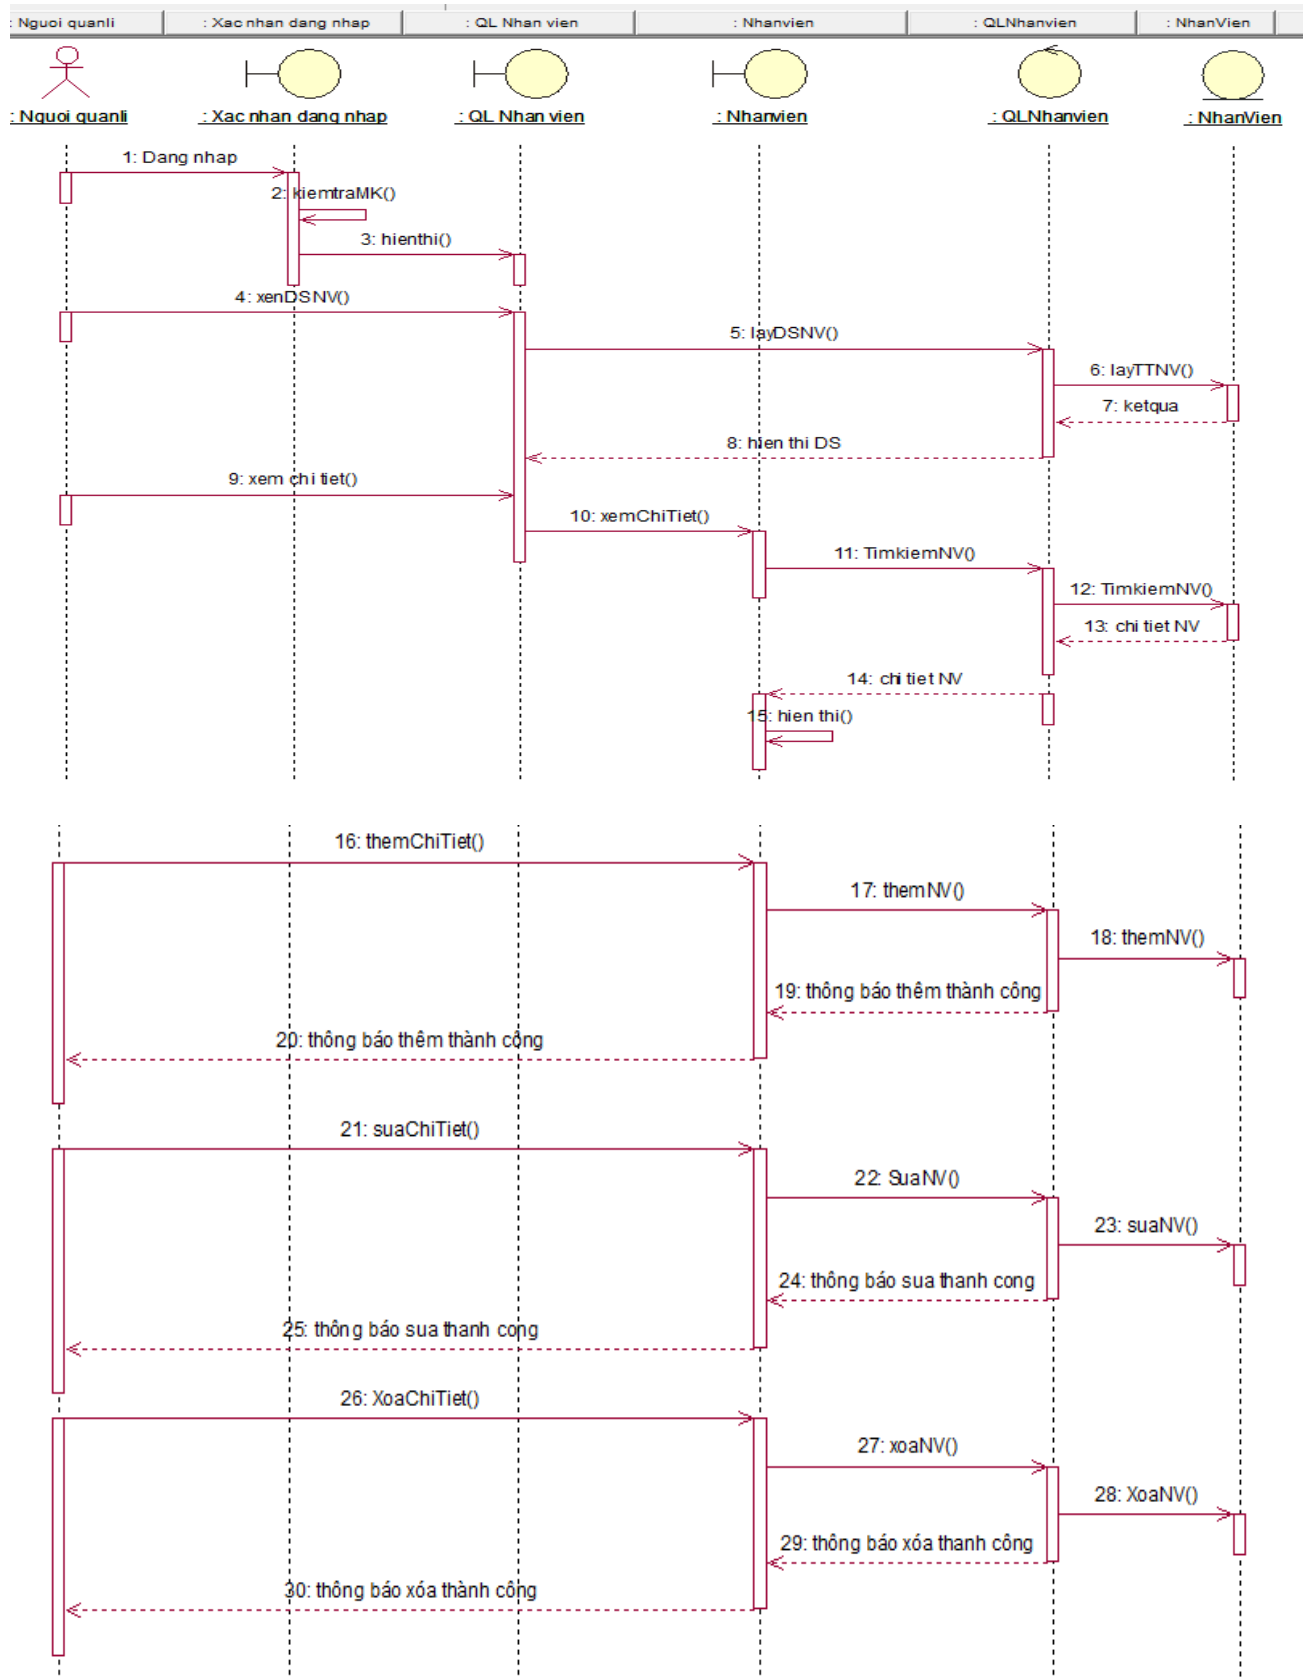 : Nguoi quanli
: Xac nhan dang nhap
: QL Nhan vien
: Nhanvien
: QLNhanvien
: NhanVien
: Nguoi quanli
: Xac nhan dang nhap
: QL Nhan vien
: Nhanvien
: QLNhanvien
: NhanVien
1: Dang nhap
2: kiemtraMK()
3: hienthi()
4: xenDSNV()
5: layDSNV()
6: layTTNV()
7: ketqua
8: hien thi DS
9: xem chi tiet()
10: xemChiTiet()
11: TimkiemNV()
12: TimkiemNV()
13: chi tiet NV
14: chi tiet NV
15: hien thi()
16: themChiTiet()
17: themNV()
18: themNV()
19: thông báo thêm thành công
20: thông báo thêm thành công
21: suaChiTiet()
22: SuaNV()
23: suaNV()
24: thông báo sua thanh cong
25: thông báo sua thanh cong
26: XoaChiTiet()
27: xoaNV()
28: XoaNV()
29: thông báo xóa thanh công
30: thông báo xóa thành công